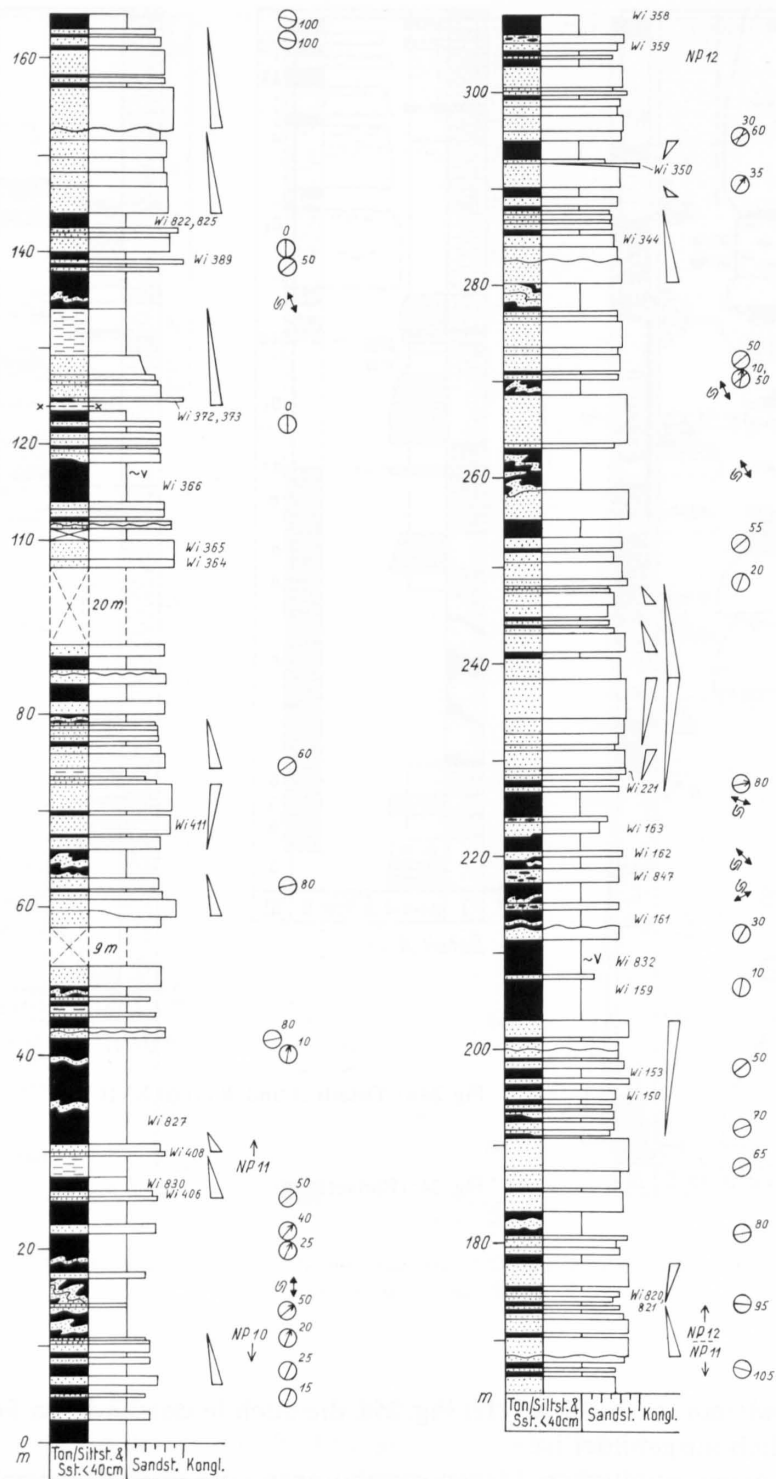 160
100
100
Wi 822,825
140
0
Wi 389
50
Wi 372,373
0
120
~V
Wi 366
110
Wi 365
Wi 364
20 m
80
60
Wi 411
80
60
9 m
80
10
40
Wi 827
Wi 408
NP 11
Wi 830
Wi 406
50
40
25
20
50
20
NP 10
25
15
0
m
Ton/Siltst. &
Sst. <40cm
Sandst. Kongl.
Wi 358
Wi 359
NP 12
300
30
60
Wi 350
35
Wi 344
280
50
10,
50
260
55
20
240
Wi 221
80
Wi 163
220
Wi 162
Wi 847
Wi 161
30
~V
Wi 832
Wi 159
10
200
Wi 153
50
Wi 150
70
65
80
180
Wi 820,
821
95
NP 12
NP 11
105
m
Ton/Siltst. &
Sst. <40cm
Sandst. Kongl.